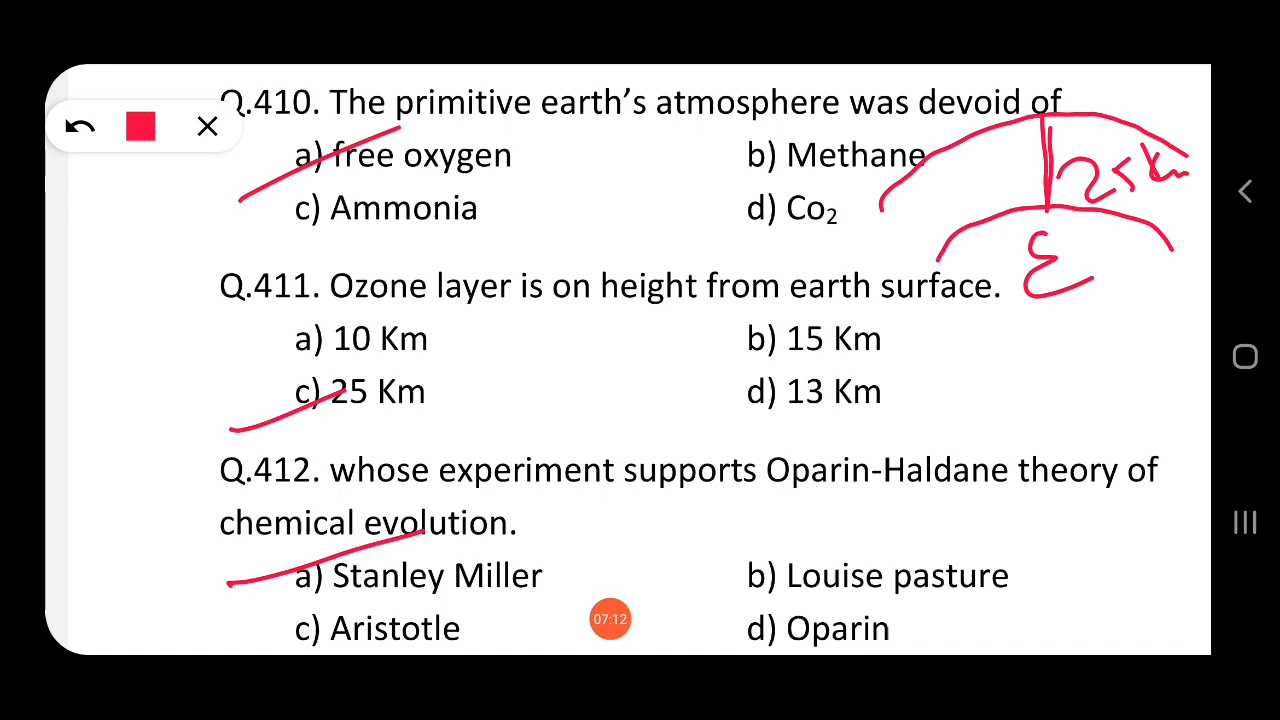 Q.410. The primitive earth’s atmosphere was devoid of
a) free oxygen b) Methane
c) Ammonia d) Co₂
25 Km
E
Q.411. Ozone layer is on height from earth surface.
a) 10 Km b) 15 Km
c) 25 Km d) 13 Km
Q.412. whose experiment supports Oparin-Haldane theory of
chemical evolution.
a) Stanley Miller b) Louise pasture
c) Aristotle d) Oparin
07:12